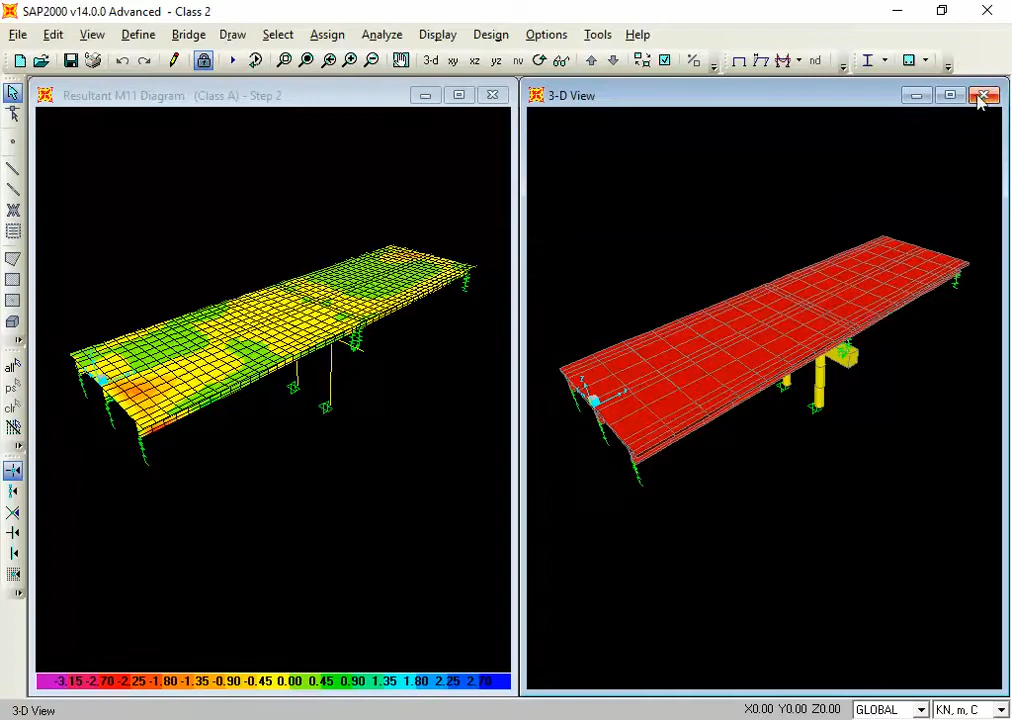 SAP2000 v14.0.0 Advanced - Class 2
File Edit View Define Bridge Draw Select Assign Analyze Display Design Options Tools Help
3-d xy xz yz nv nd
Resultant M11 Diagram (Class A) - Step 2
3-D View
all
ps
clr
-3.15 -2.70 -2.25 -1.80 -1.35 -0.90 -0.45 0.00 0.45 0.90 1.35 1.80 2.25 2.70
3-D View
X0.00 Y0.00 Z0.00
GLOBAL
KN, m, C